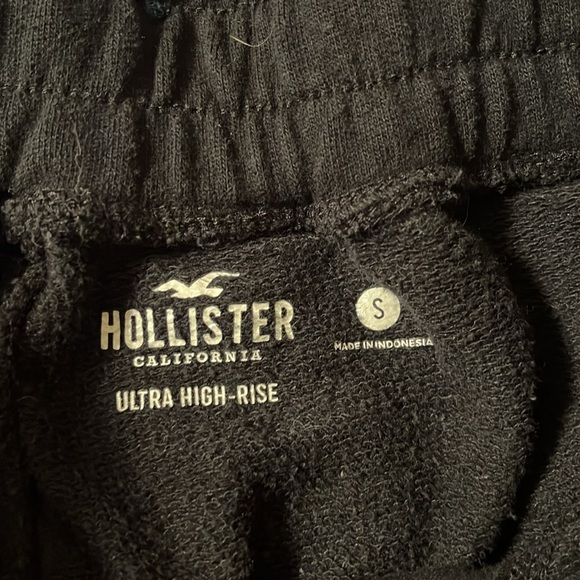 HOLLISTER
CALIFORNIA
ULTRA HIGH-RISE
S
MADE IN INDONESIA